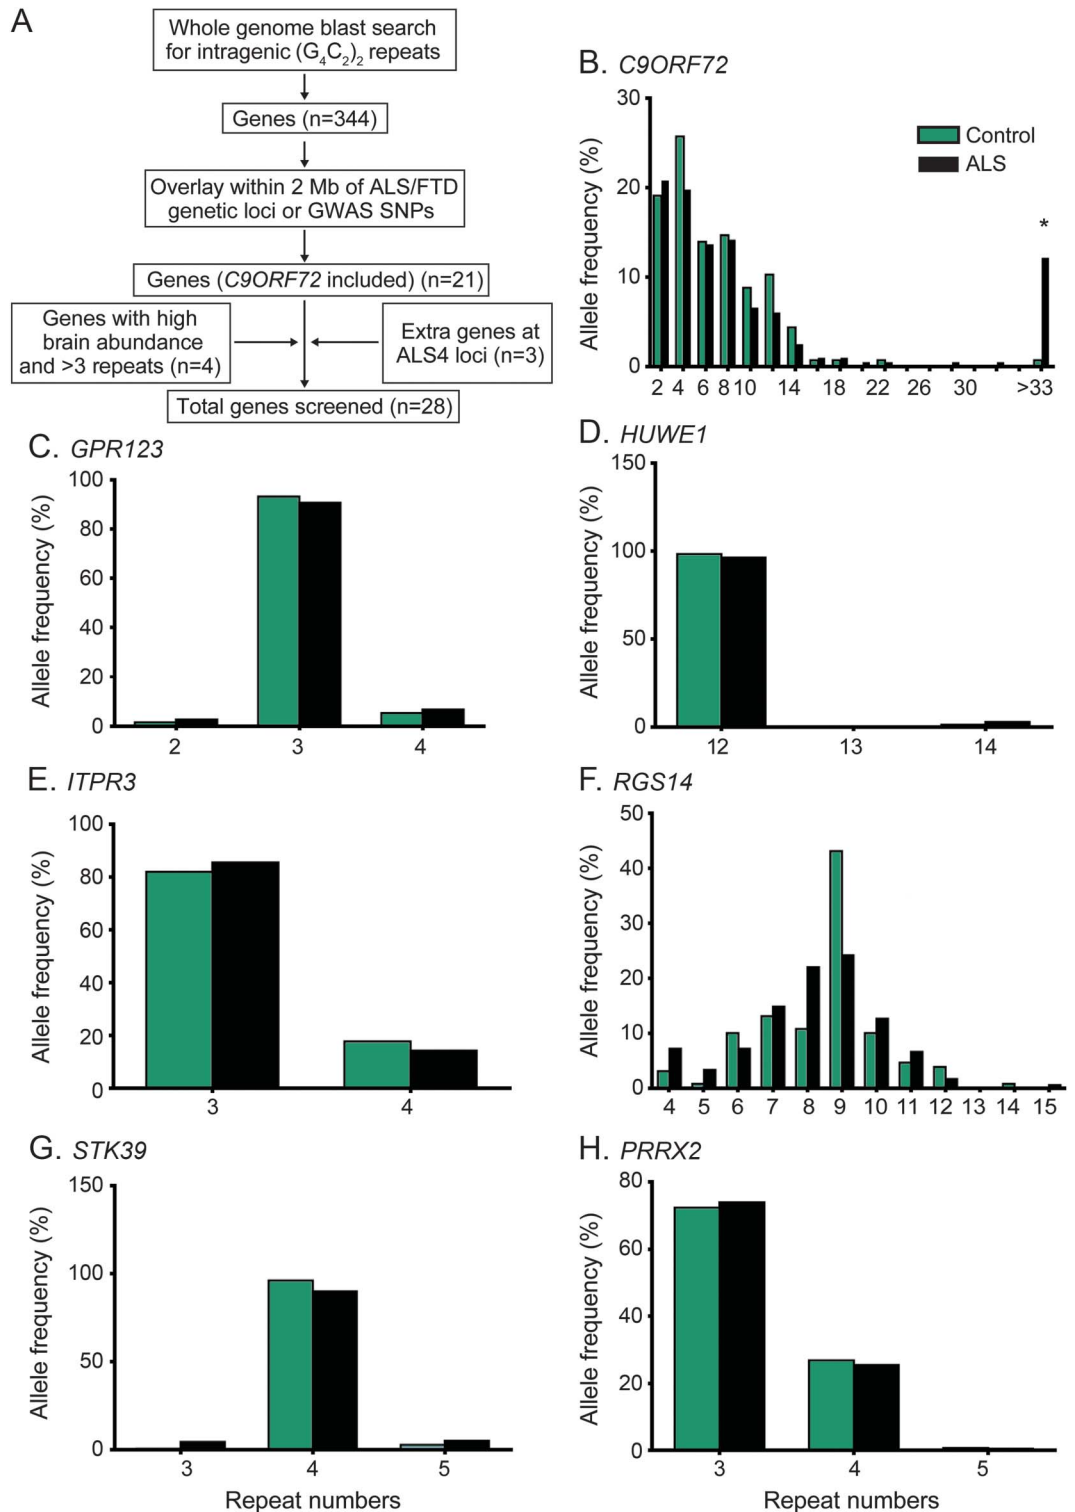 A
Whole genome blast search
for intragenic (G4C2)2 repeats
Genes (n=344)
Overlay within 2 Mb of ALS/FTD
genetic loci or GWAS SNPs
Genes (C9ORF72 included) (n=21)
Genes with high
brain abundance
and >3 repeats (n=4)
Extra genes at
ALS4 loci (n=3)
Total genes screened (n=28)
B. C9ORF72
Allele frequency (%)
30
20
10
0
Control
ALS
*
2 4 6 8 10 14 18 22 26 30 >33
C. GPR123
Allele frequency (%)
100
80
60
40
20
0
2 3 4
D. HUWE1
Allele frequency (%)
150
100
50
0
12 13 14
E. ITPR3
Allele frequency (%)
100
80
60
40
20
0
3 4
F. RGS14
Allele frequency (%)
50
40
30
20
10
0
4 5 6 7 8 9 10 11 12 13 14 15
G. STK39
Allele frequency (%)
150
100
50
0
3 4 5
Repeat numbers
H. PRRX2
Allele frequency (%)
80
60
40
20
0
3 4 5
Repeat numbers